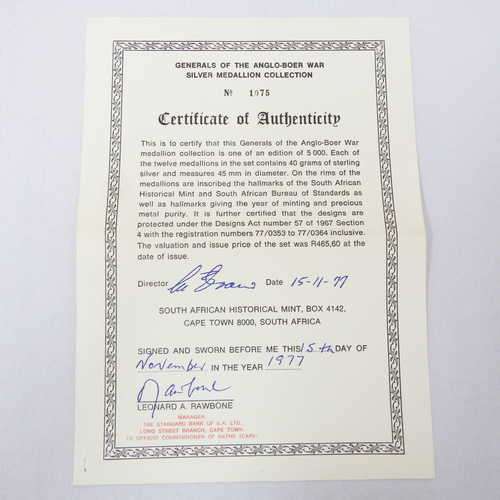 GENERALS OF THE ANGLO-BOER WAR
SILVER MEDALLION COLLECTION
Nº 1075
Certificate of Authenticity
This is to certify that this Generals of the Anglo-Boer War
medallion collection is one of an edition of 5 000. Each of
the twelve medallions in the set contains 40 grams of sterling
silver and measures 45 mm in diameter. On the rims of the
medallions are inscribed the hallmarks of the South African
Historical Mint and South African Bureau of Standards as
well as hallmarks giving the year of minting and precious
metal purity. It is further certified that the designs are
protected under the Designs Act number 57 of 1967 Section
4 with the registration numbers 77/0353 to 77/0364 inclusive.
The valuation and issue price of the set was R465,60 at the
date of issue.
Director Date 15-11-77
SOUTH AFRICAN HISTORICAL MINT, BOX 4142,
CAPE TOWN 8000, SOUTH AFRICA
SIGNED AND SWORN BEFORE ME THIS 15th DAY OF
November IN THE YEAR 1977
Rawbone
LEONARD A. RAWBONE
MANAGER
THE STANDARD BANK OF S.A. LTD.,
LONG STREET BRANCH, CAPE TOWN
EX OFFICIO COMMISSIONER OF OATHS (CAPE)